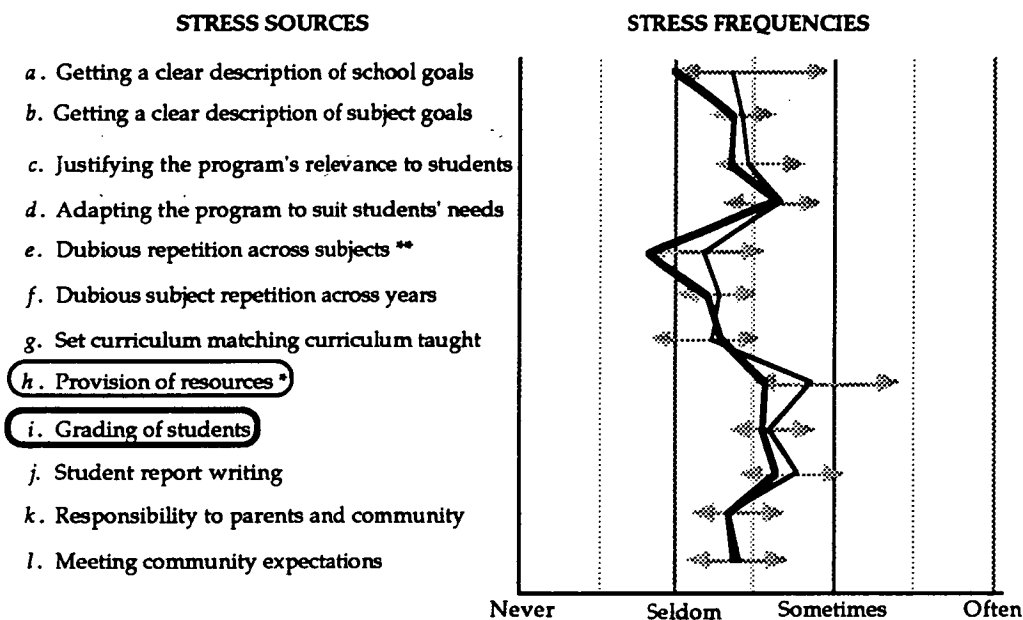 STRESS SOURCES STRESS FREQUENCIES
a. Getting a clear description of school goals
b. Getting a clear description of subject goals
c. Justifying the program's relevance to students
d. Adapting the program to suit students' needs
e. Dubious repetition across subjects **
f. Dubious subject repetition across years
g. Set curriculum matching curriculum taught
h. Provision of resources *
i. Grading of students
j. Student report writing
k. Responsibility to parents and community
l. Meeting community expectations
Never Seldom Sometimes Often